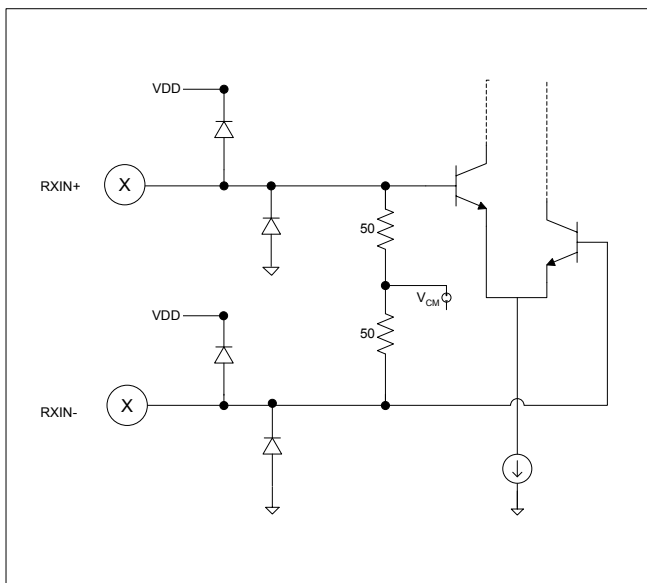 VDD
RXIN+
X
50
V_CM
50
VDD
RXIN-
X